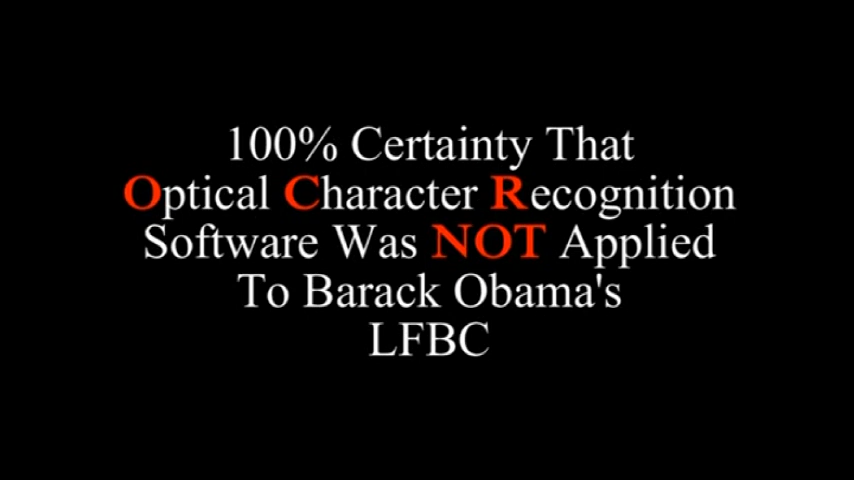 100% Certainty That
Optical Character Recognition
Software Was NOT Applied
To Barack Obama's
LFBC